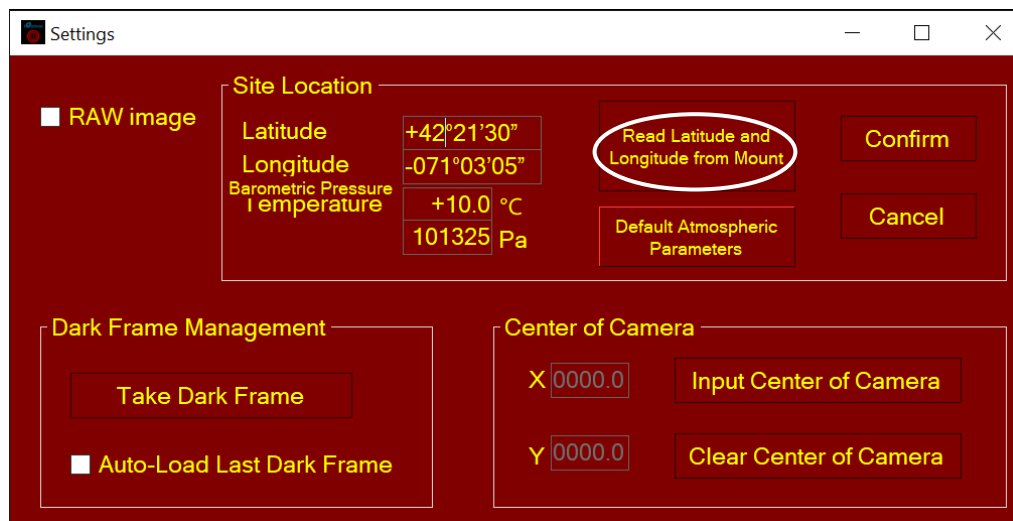 Settings
RAW image
Site Location
Latitude
+42°21'30"
Longitude
-071°03'05"
Barometric Pressure
Temperature
+10.0 °C
101325 Pa
Read Latitude and
Longitude from Mount
Default Atmospheric
Parameters
Confirm
Cancel
Dark Frame Management
Take Dark Frame
Auto-Load Last Dark Frame
Center of Camera
X 0000.0
Input Center of Camera
Y 0000.0
Clear Center of Camera